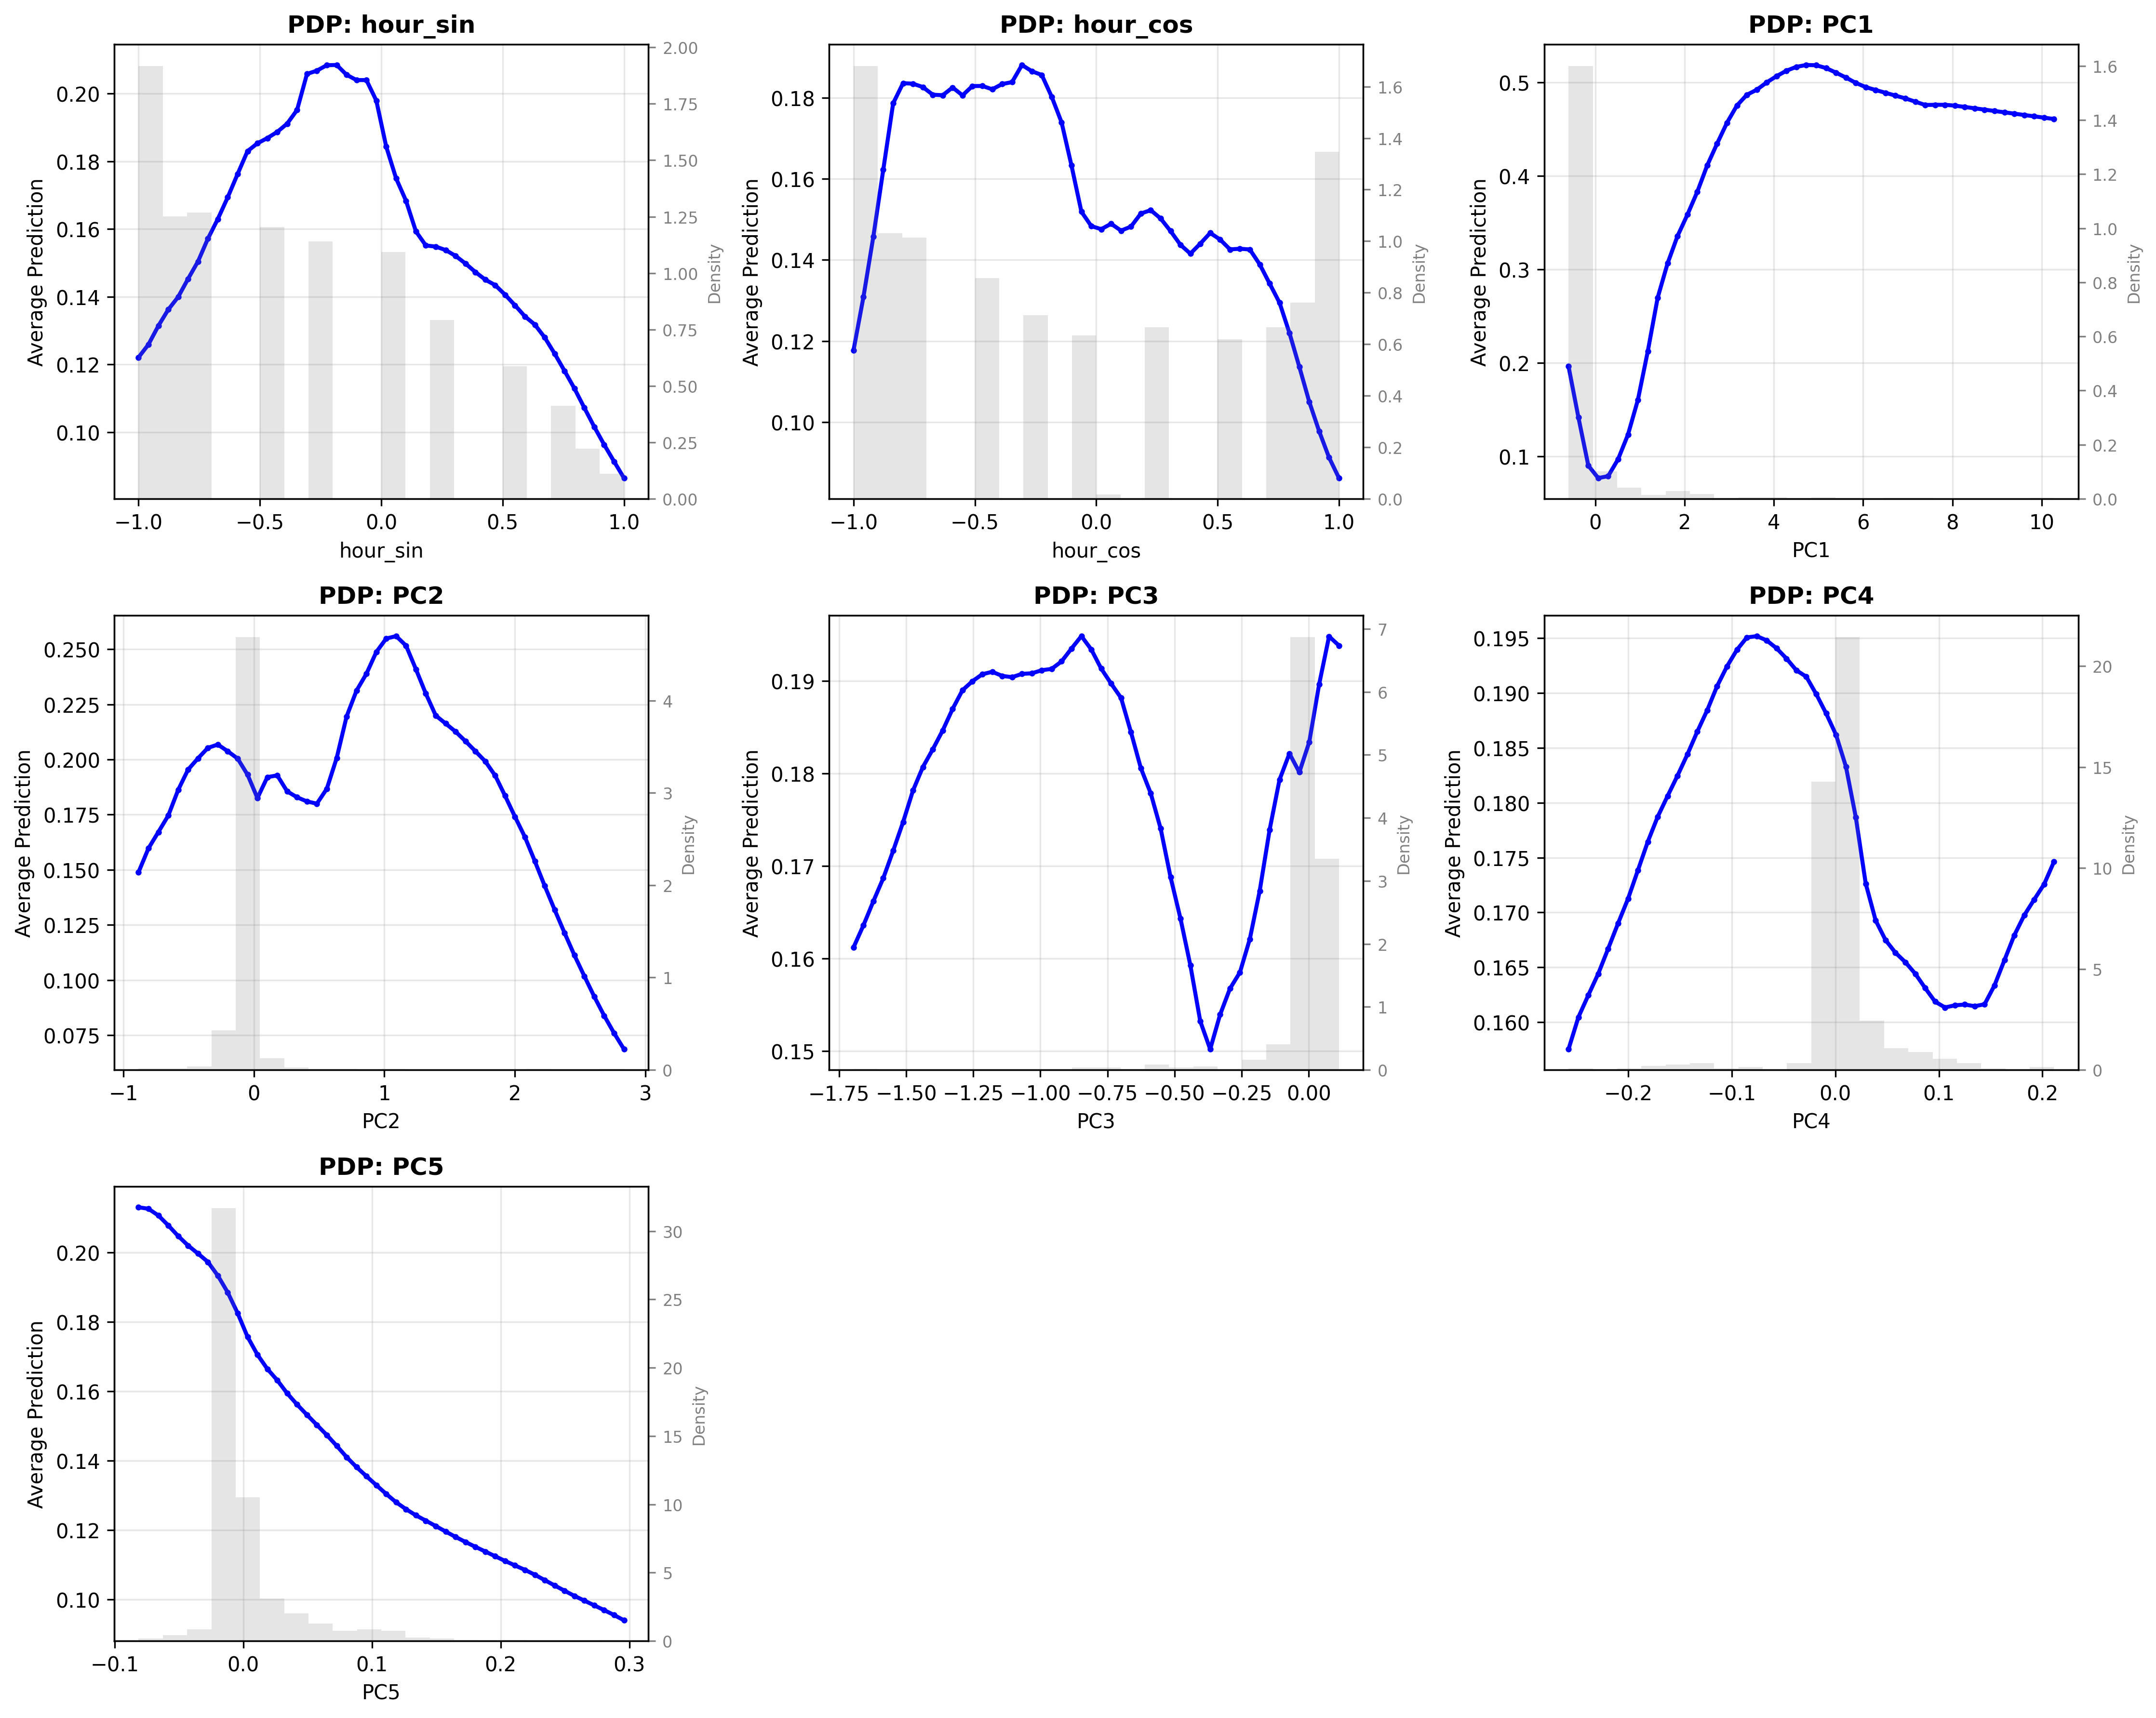 PDP: hour_sin
Average Prediction
0.20
0.18
0.16
0.14
0.12
0.10
2.00
1.75
1.50
1.25
1.00
0.75
0.50
0.25
0.00
Density
−1.0 −0.5 0.0 0.5 1.0
hour_sin
PDP: hour_cos
Average Prediction
0.18
0.16
0.14
0.12
0.10
1.6
1.4
1.2
1.0
0.8
0.6
0.4
0.2
0.0
Density
−1.0 −0.5 0.0 0.5 1.0
hour_cos
PDP: PC1
Average Prediction
0.5
0.4
0.3
0.2
0.1
1.6
1.4
1.2
1.0
0.8
0.6
0.4
0.2
0.0
Density
0 2 4 6 8 10
PC1
PDP: PC2
Average Prediction
0.250
0.225
0.200
0.175
0.150
0.125
0.100
0.075
4
3
2
1
0
Density
−1 0 1 2 3
PC2
PDP: PC3
Average Prediction
0.19
0.18
0.17
0.16
0.15
7
6
5
4
3
2
1
0
Density
−1.75 −1.50 −1.25 −1.00 −0.75 −0.50 −0.25 0.00
PC3
PDP: PC4
Average Prediction
0.195
0.190
0.185
0.180
0.175
0.170
0.165
0.160
20
15
10
5
0
Density
−0.2 −0.1 0.0 0.1 0.2
PC4
PDP: PC5
Average Prediction
0.20
0.18
0.16
0.14
0.12
0.10
30
25
20
15
10
5
0
Density
−0.1 0.0 0.1 0.2 0.3
PC5